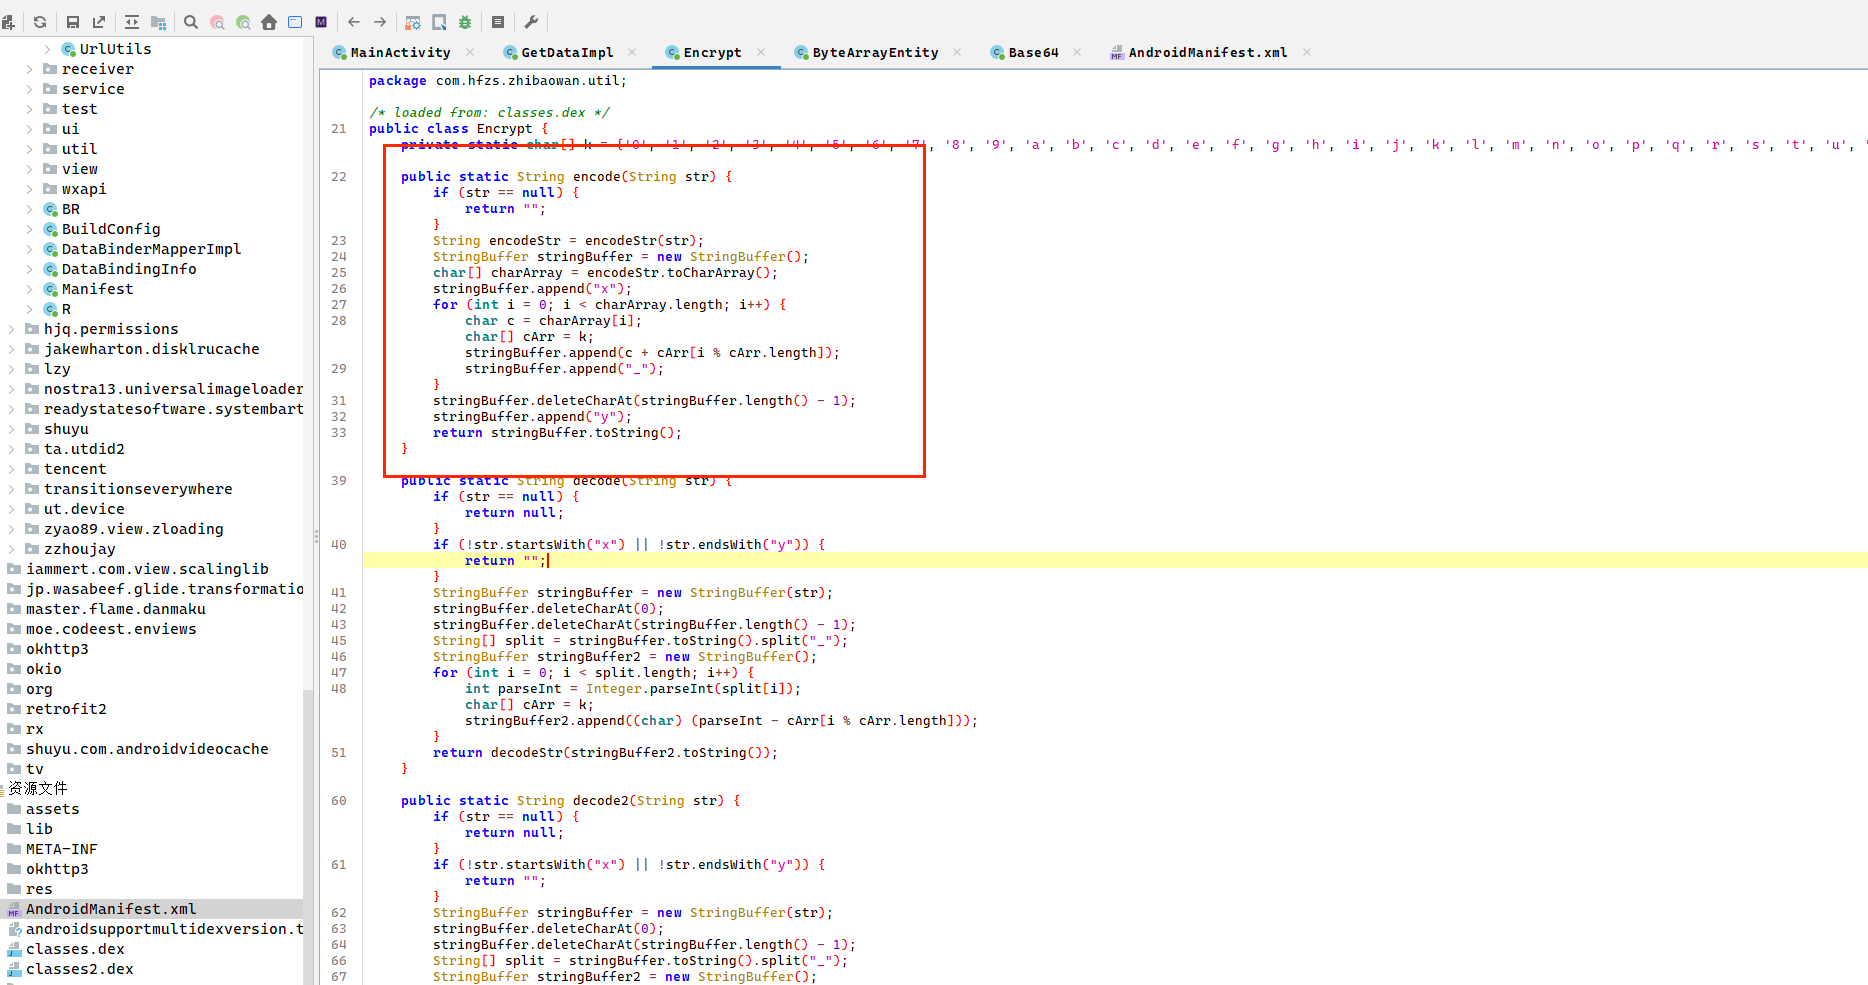 MainActivity
GetDataImpl
Encrypt
ByteArrayEntity
Base64
AndroidManifest.xml
UrlUtils
receiver
service
test
ui
util
view
wxapi
BR
BuildConfig
DataBinderMapperImpl
DataBindingInfo
Manifest
R
hjq.permissions
jakewharton.disklrucache
lzy
nostra13.universalimageloader
readystatesoftware.systembart
shuyu
ta.utdid2
tencent
transitionseverywhere
ut.device
zyao89.view.zloading
zzhoujay
iammert.com.view.scalinglib
jp.wasabeef.glide.transformatio
master.flame.danmaku
moe.codeest.enviews
okhttp3
okio
org
retrofit2
rx
shuyu.com.androidvideocache
tv
资源文件
assets
lib
META-INF
okhttp3
res
AndroidManifest.xml
androidsupportmultidexversion.t
classes.dex
classes2.dex
package com.hfzs.zhibaowan.util;
/* loaded from: classes.dex */
21 public class Encrypt {
private static char[] k = {'0', '1', '2', '3', '4', '5', '6', '7', '8', '9', 'a', 'b', 'c', 'd', 'e', 'f', 'g', 'h', 'i', 'j', 'k', 'l', 'm', 'n', 'o', 'p', 'q', 'r', 's', 't', 'u', '
22 public static String encode(String str) {
if (str == null) {
return "";
}
23 String encodeStr = encodeStr(str);
24 StringBuffer stringBuffer = new StringBuffer();
25 char[] charArray = encodeStr.toCharArray();
26 stringBuffer.append("x");
27 for (int i = 0; i < charArray.length; i++) {
28 char c = charArray[i];
char[] cArr = k;
stringBuffer.append(c + cArr[i % cArr.length]);
29 stringBuffer.append("_");
}
31 stringBuffer.deleteCharAt(stringBuffer.length() - 1);
32 stringBuffer.append("y");
33 return stringBuffer.toString();
}
39 public static String decode(String str) {
if (str == null) {
return null;
}
40 if (!str.startsWith("x") || !str.endsWith("y")) {
return "";
}
41 StringBuffer stringBuffer = new StringBuffer(str);
42 stringBuffer.deleteCharAt(0);
43 stringBuffer.deleteCharAt(stringBuffer.length() - 1);
45 String[] split = stringBuffer.toString().split("_");
46 StringBuffer stringBuffer2 = new StringBuffer();
47 for (int i = 0; i < split.length; i++) {
48 int parseInt = Integer.parseInt(split[i]);
char[] cArr = k;
stringBuffer2.append((char) (parseInt - cArr[i % cArr.length]));
}
51 return decodeStr(stringBuffer2.toString());
}
60 public static String decode2(String str) {
if (str == null) {
return null;
}
61 if (!str.startsWith("x") || !str.endsWith("y")) {
return "";
}
62 StringBuffer stringBuffer = new StringBuffer(str);
63 stringBuffer.deleteCharAt(0);
64 stringBuffer.deleteCharAt(stringBuffer.length() - 1);
66 String[] split = stringBuffer.toString().split("_");
67 StringBuffer stringBuffer2 = new StringBuffer();